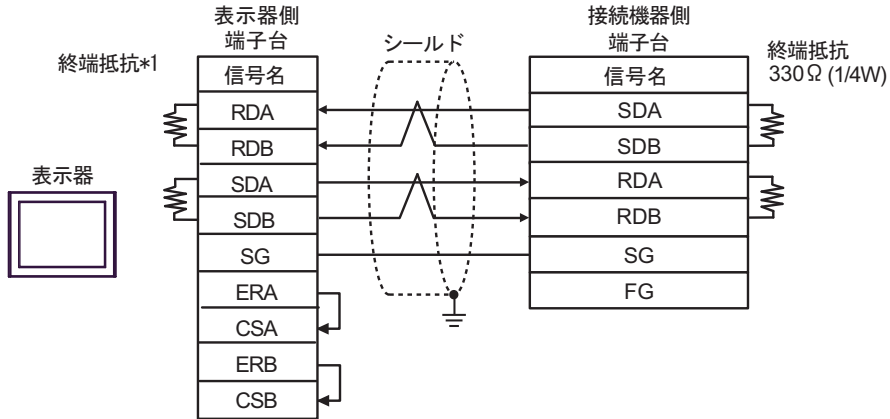 表示器側
端子台
シールド
接続機器側
端子台
終端抵抗*1
終端抵抗
330Ω (1/4W)
信号名
信号名
RDA
SDA
RDB
SDB
表示器
SDA
RDA
SDB
RDB
SG
SG
ERA
FG
CSA
ERB
CSB